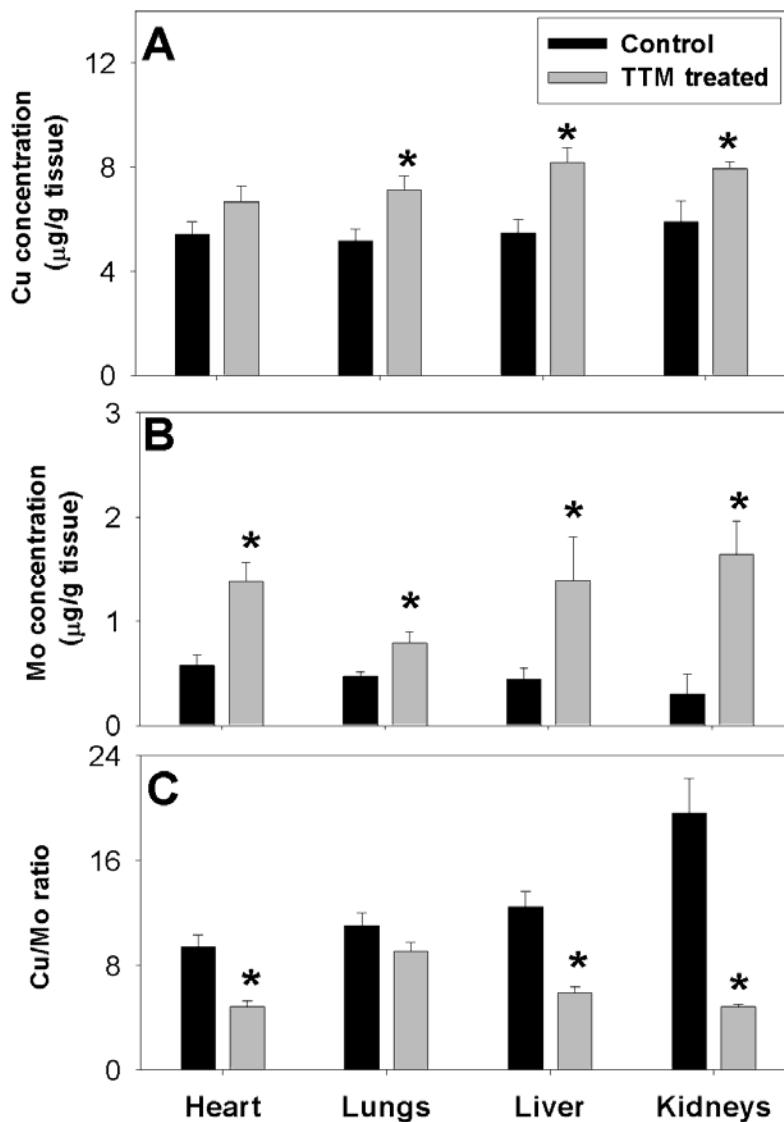 A
Control
TTM treated
Cu concentration
(µg/g tissue)
12
8
4
0
*
*
*
B
Mo concentration
(µg/g tissue)
3
2
1
0
*
*
*
*
C
Cu/Mo ratio
24
16
8
0
*
*
*
Heart Lungs Liver Kidneys